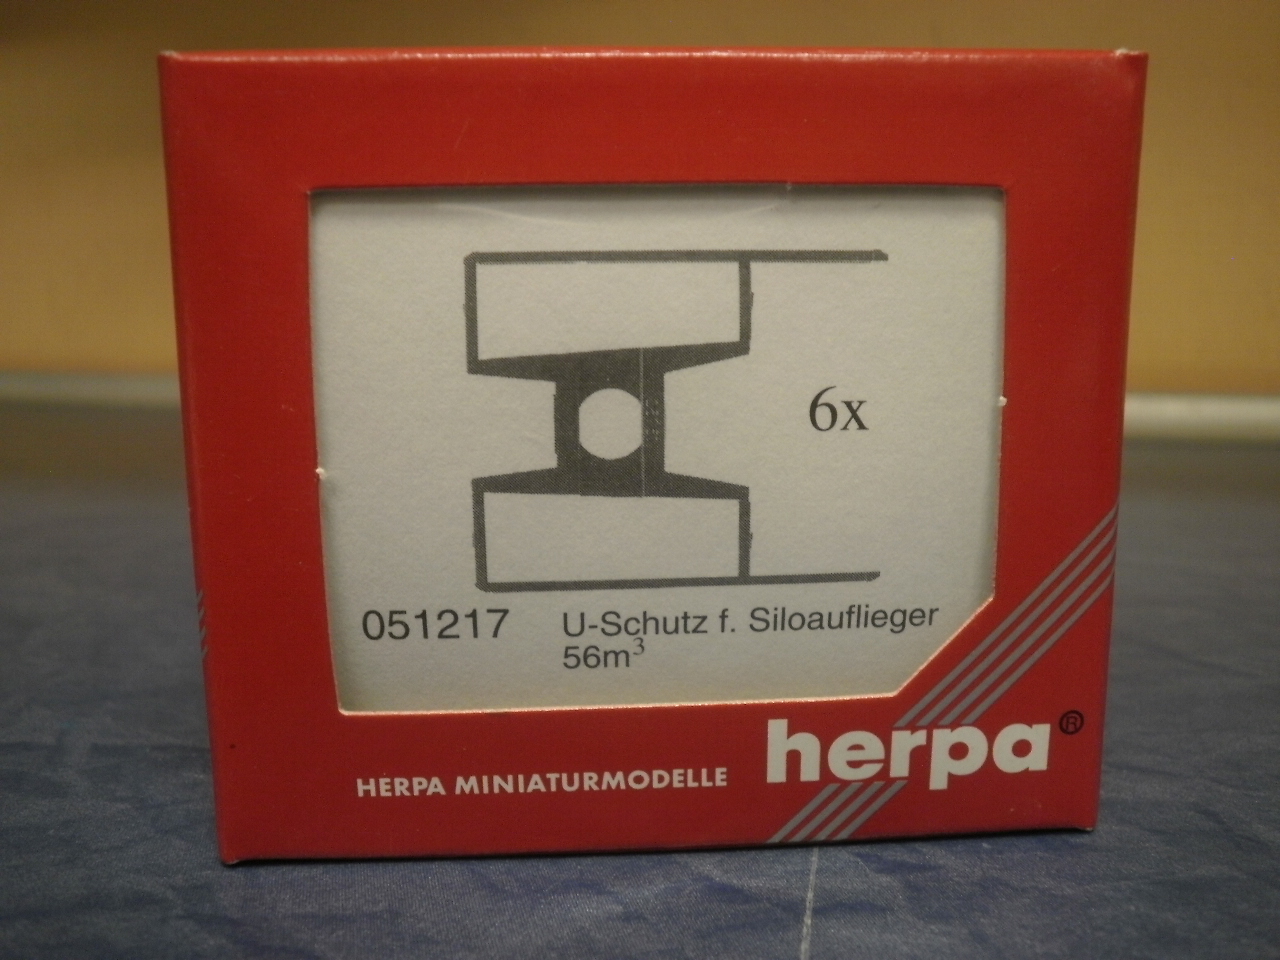 6x
051217 U-Schutz f. Siloauflieger
56m³
HERPA MINIATURMODELLE herpa®